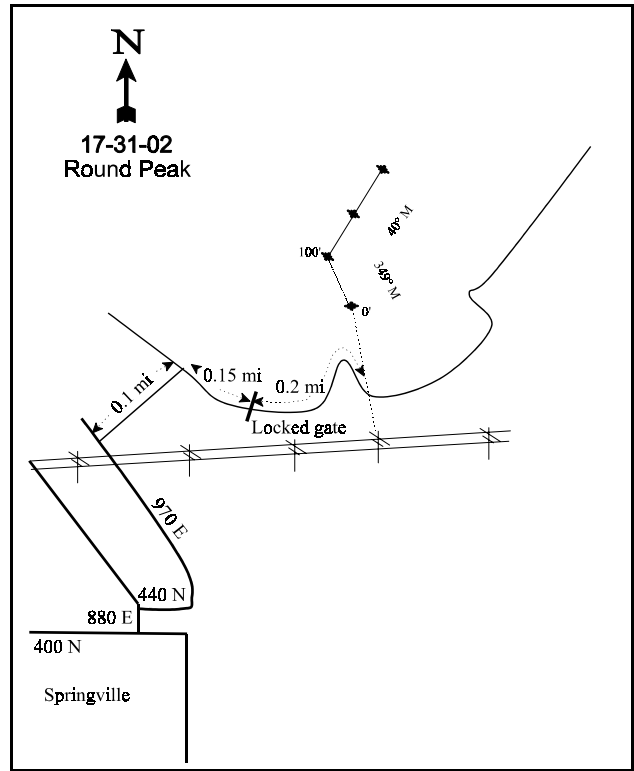 N
17-31-02
Round Peak
40° M
100'
349° M
0'
0.15 mi
0.1 mi
0.2 mi
Locked gate
970 E
440 N
880 E
400 N
Springville